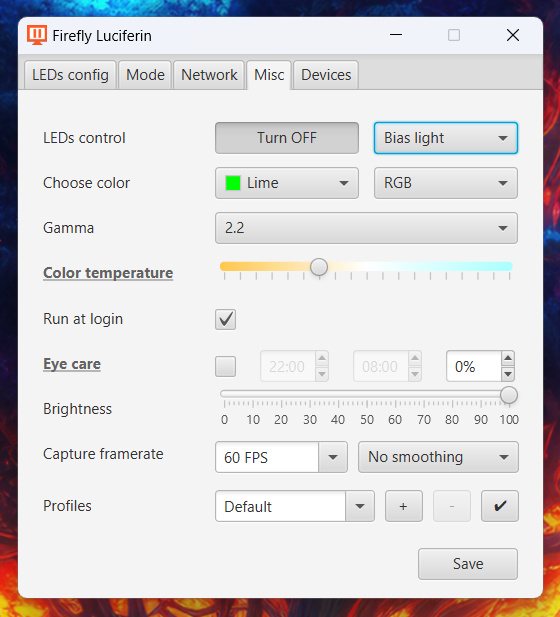 Firefly Luciferin
LEDs config Mode Network Misc Devices
LEDs control Turn OFF Bias light
Choose color Lime RGB
Gamma 2.2
Color temperature
Run at login
Eye care 22:00 08:00 0%
Brightness
0 10 20 30 40 50 60 70 80 90 100
Capture framerate 60 FPS No smoothing
Profiles Default + - ✔
Save